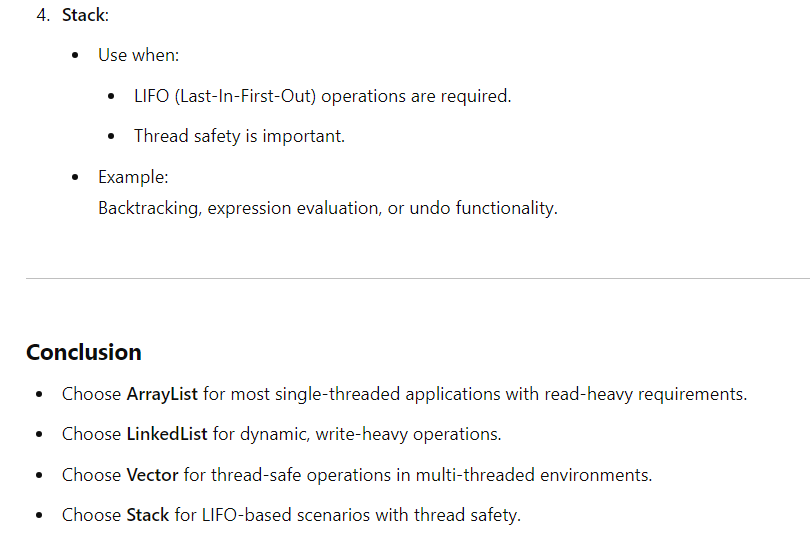 4. Stack:
• Use when:
• LIFO (Last-In-First-Out) operations are required.
• Thread safety is important.
• Example:
Backtracking, expression evaluation, or undo functionality.
Conclusion
• Choose ArrayList for most single-threaded applications with read-heavy requirements.
• Choose LinkedList for dynamic, write-heavy operations.
• Choose Vector for thread-safe operations in multi-threaded environments.
• Choose Stack for LIFO-based scenarios with thread safety.